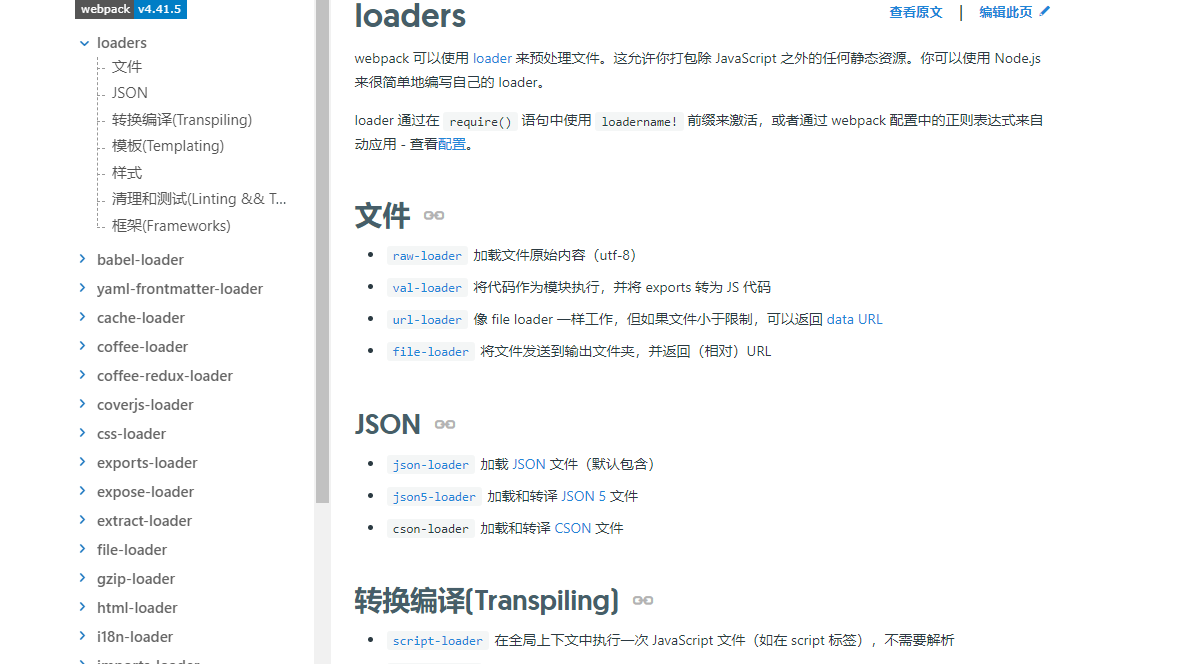 webpack v4.41.5
loaders
文件
JSON
转换编译(Transpiling)
模板(Templating)
样式
清理和测试(Linting && T...
框架(Frameworks)
babel-loader
yaml-frontmatter-loader
cache-loader
coffee-loader
coffee-redux-loader
coverjs-loader
css-loader
exports-loader
expose-loader
extract-loader
file-loader
gzip-loader
html-loader
i18n-loader
imports-loader
查看原文 | 编辑此页
loaders
webpack 可以使用 loader 来预处理文件。这允许你打包除 JavaScript 之外的任何静态资源。你可以使用 Node.js
来很简单地编写自己的 loader。
loader 通过在 require() 语句中使用 loadername! 前缀来激活，或者通过 webpack 配置中的正则表达式来自
动应用 - 查看配置。
文件
raw-loader 加载文件原始内容（utf-8）
val-loader 将代码作为模块执行，并将 exports 转为 JS 代码
url-loader 像 file loader 一样工作，但如果文件小于限制，可以返回 data URL
file-loader 将文件发送到输出文件夹，并返回（相对）URL
JSON
json-loader 加载 JSON 文件（默认包含）
json5-loader 加载和转译 JSON 5 文件
cson-loader 加载和转译 CSON 文件
转换编译(Transpiling)
script-loader 在全局上下文中执行一次 JavaScript 文件（如在 script 标签），不需要解析